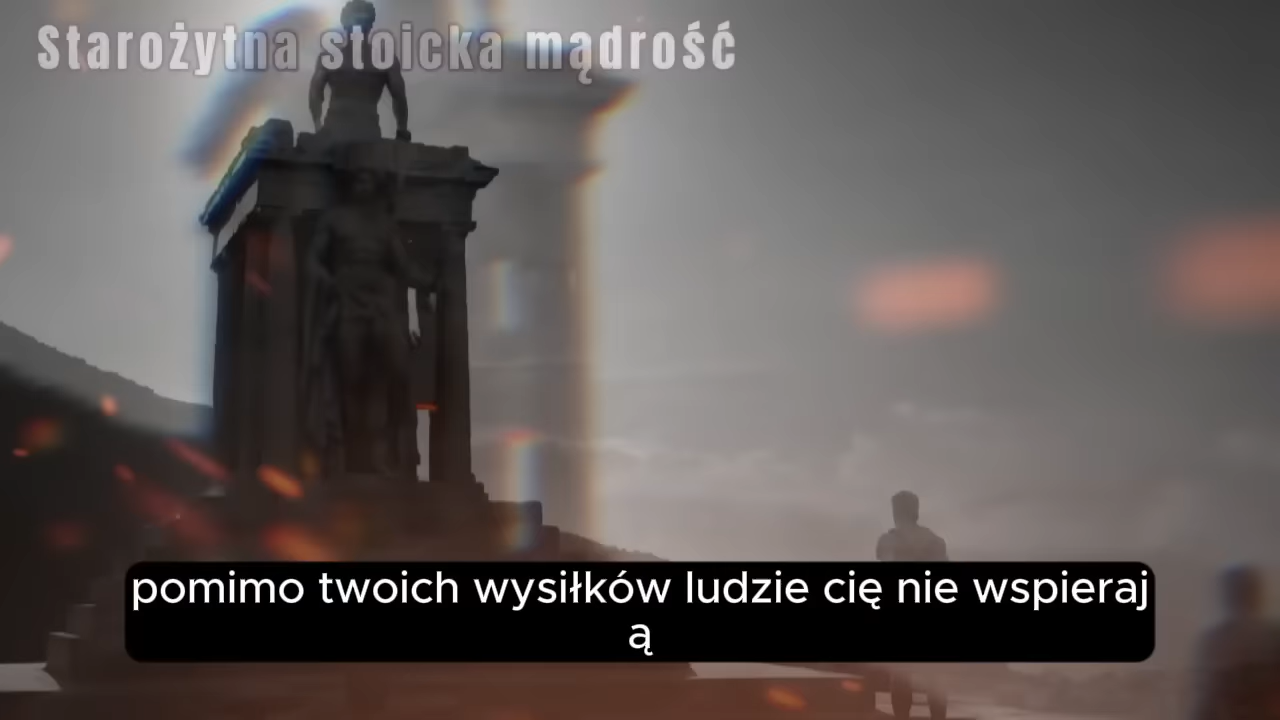 Starożytna stoicka mądrość
pomimo twoich wysiłków ludzie cię nie wspieraj
ą